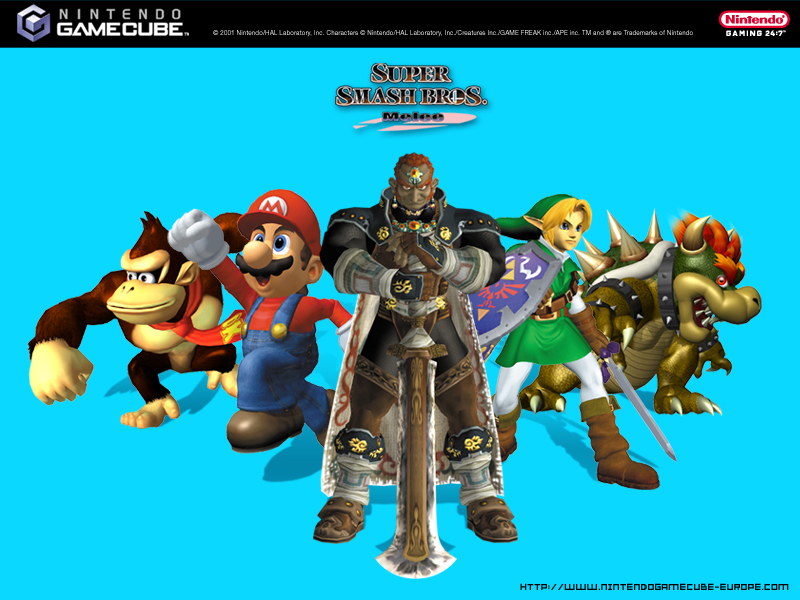 NINTENDO
GAMECUBE™
© 2001 Nintendo/HAL Laboratory, Inc. Characters © Nintendo/HAL Laboratory, Inc./Creatures Inc./GAME FREAK inc./APE inc. TM and ® are Trademarks of Nintendo
Nintendo®
GAMING 24:7™
SUPER
SMASH BROS.
Melee
M
HTTP://WWW.NINTENDOGAMECUBE-EUROPE.COM